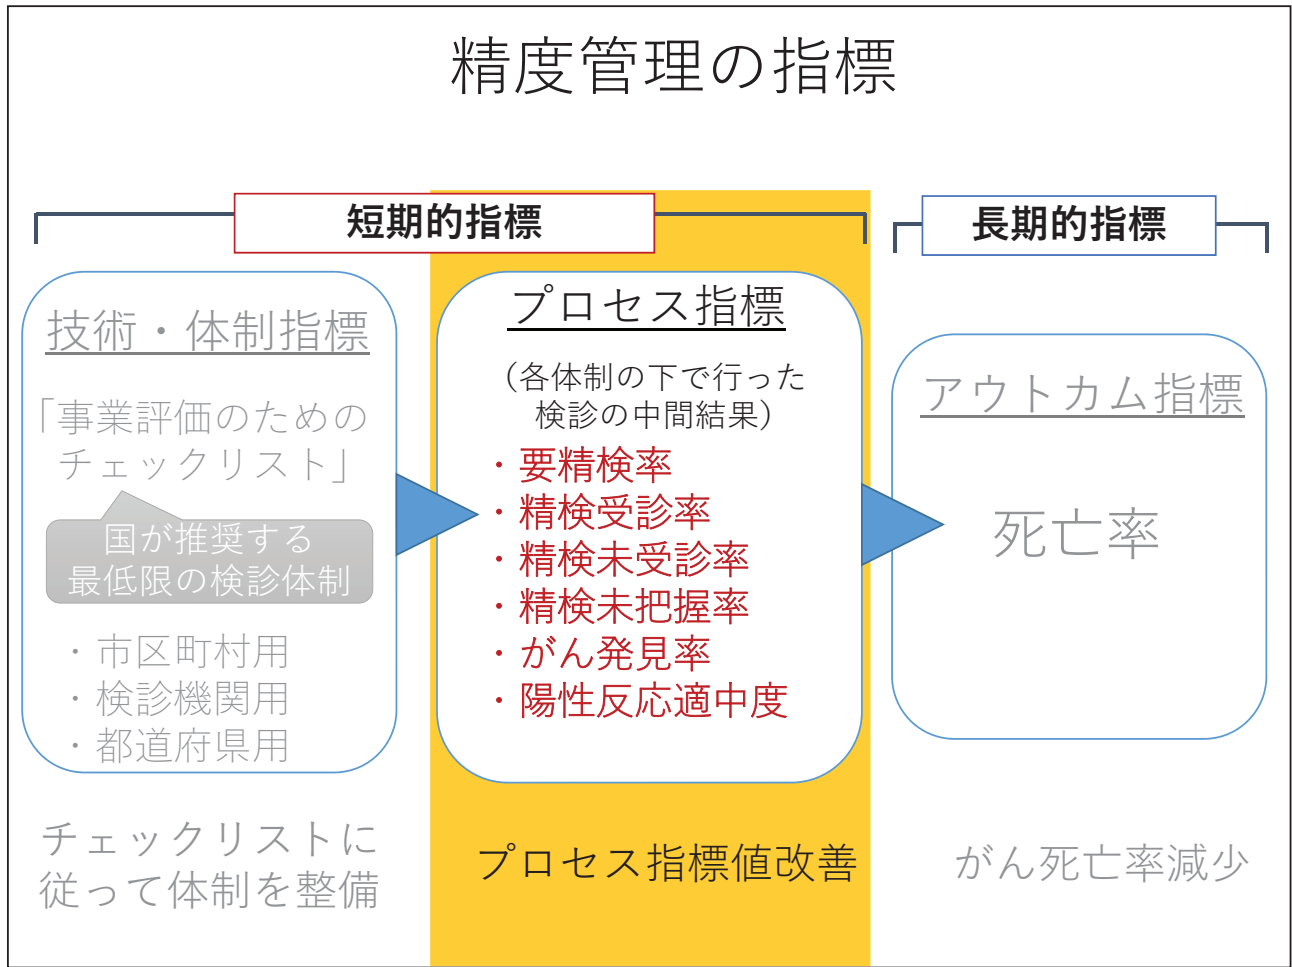 精度管理の指標
短期的指標
長期的指標
技術・体制指標
「事業評価のための
チェックリスト」
国が推奨する
最低限の検診体制
・市区町村用
・検診機関用
・都道府県用
チェックリストに
従って体制を整備
プロセス指標
（各体制の下で行った
検診の中間結果）
・要精検率
・精検受診率
・精検未受診率
・精検未把握率
・がん発見率
・陽性反応適中度
プロセス指標値改善
アウトカム指標
死亡率
がん死亡率減少